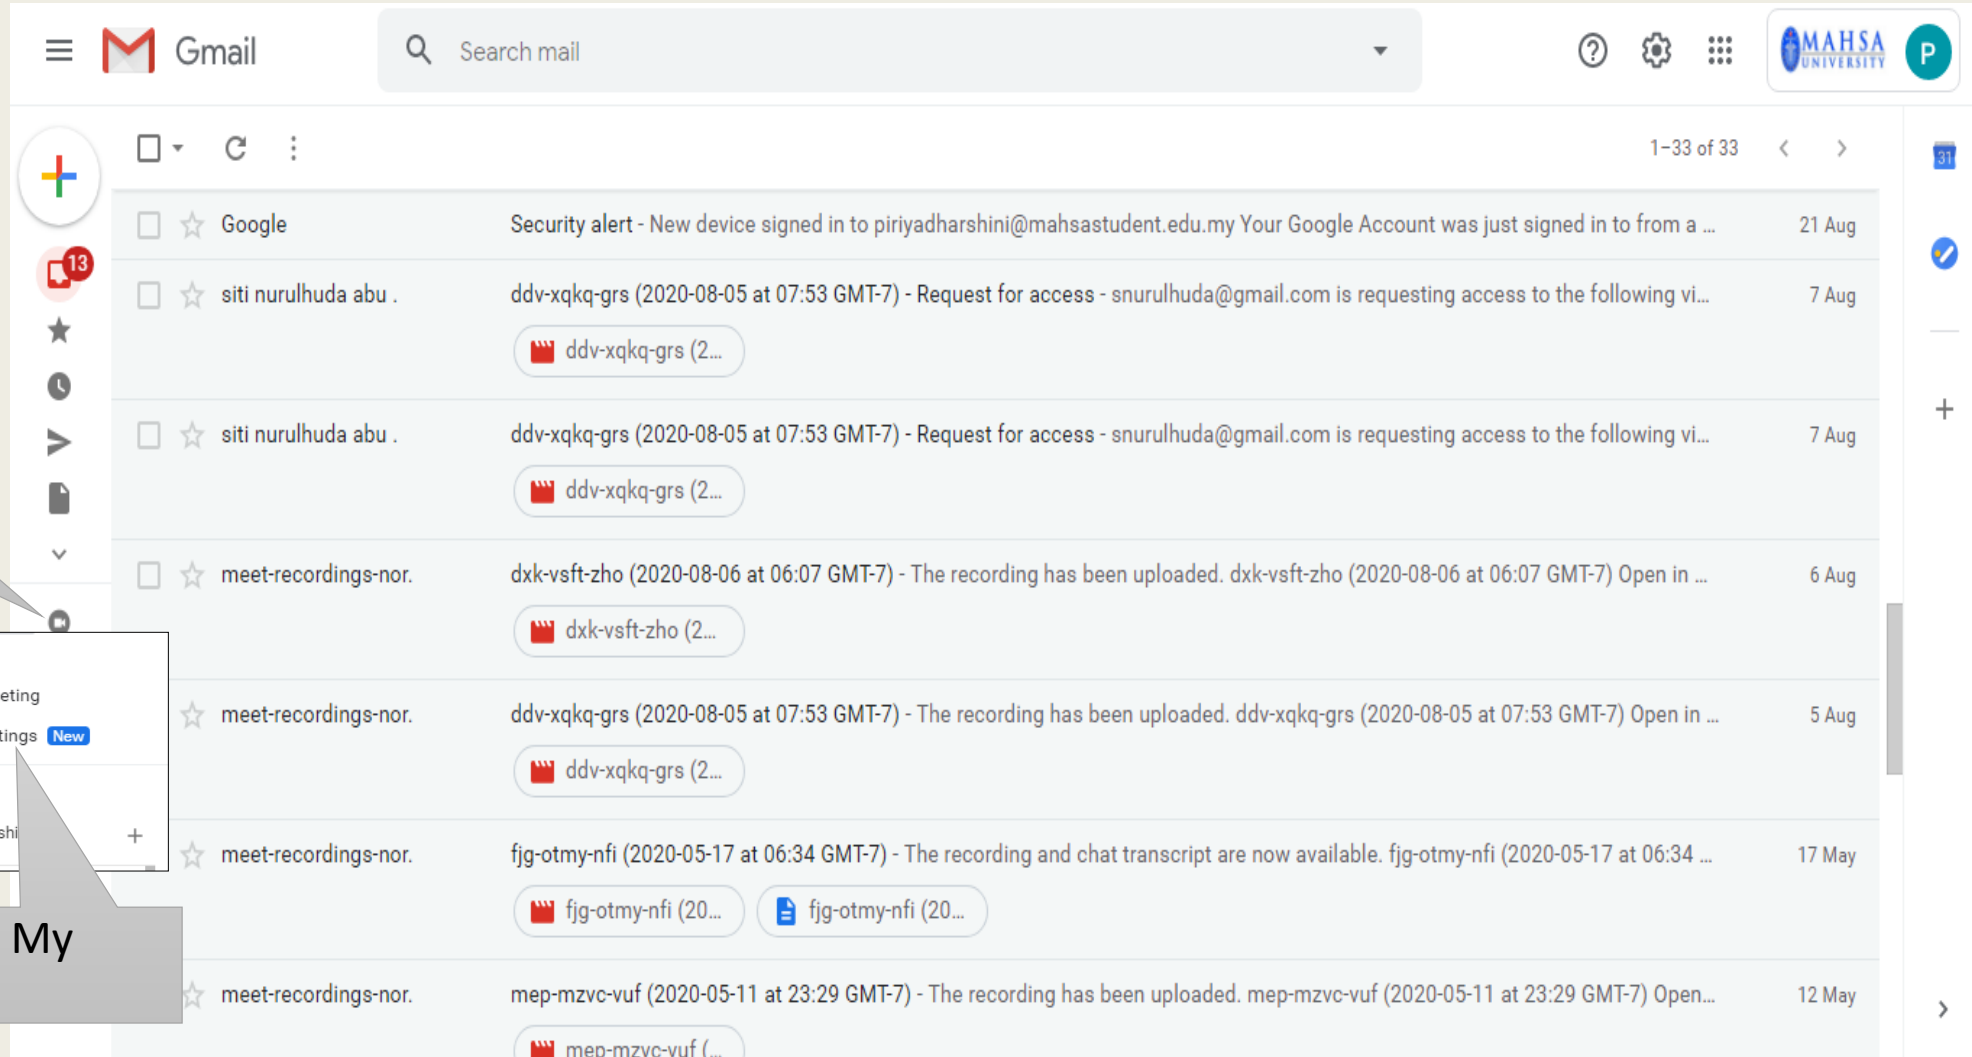 Gmail
Search mail
MAHSA
UNIVERSITY
P
1–33 of 33
31
Google Security alert - New device signed in to piriyadharshini@mahsastudent.edu.my Your Google Account was just signed in to from a ... 21 Aug
13
siti nurulhuda abu . ddv-xqkq-grs (2020-08-05 at 07:53 GMT-7) - Request for access - snurulhuda@gmail.com is requesting access to the following vi... 7 Aug
ddv-xqkq-grs (2...
siti nurulhuda abu . ddv-xqkq-grs (2020-08-05 at 07:53 GMT-7) - Request for access - snurulhuda@gmail.com is requesting access to the following vi... 7 Aug
ddv-xqkq-grs (2...
meet-recordings-nor. dxk-vsft-zho (2020-08-06 at 06:07 GMT-7) - The recording has been uploaded. dxk-vsft-zho (2020-08-06 at 06:07 GMT-7) Open in ... 6 Aug
dxk-vsft-zho (2...
eting
meet-recordings-nor. ddv-xqkq-grs (2020-08-05 at 07:53 GMT-7) - The recording has been uploaded. ddv-xqkq-grs (2020-08-05 at 07:53 GMT-7) Open in ... 5 Aug
tings New
ddv-xqkq-grs (2...
shi
meet-recordings-nor. fjg-otmy-nfi (2020-05-17 at 06:34 GMT-7) - The recording and chat transcript are now available. fjg-otmy-nfi (2020-05-17 at 06:34 ... 17 May
fjg-otmy-nfi (20... fjg-otmy-nfi (20...
My
meet-recordings-nor. mep-mzvc-vuf (2020-05-11 at 23:29 GMT-7) - The recording has been uploaded. mep-mzvc-vuf (2020-05-11 at 23:29 GMT-7) Open... 12 May
mep-mzvc-vuf (...